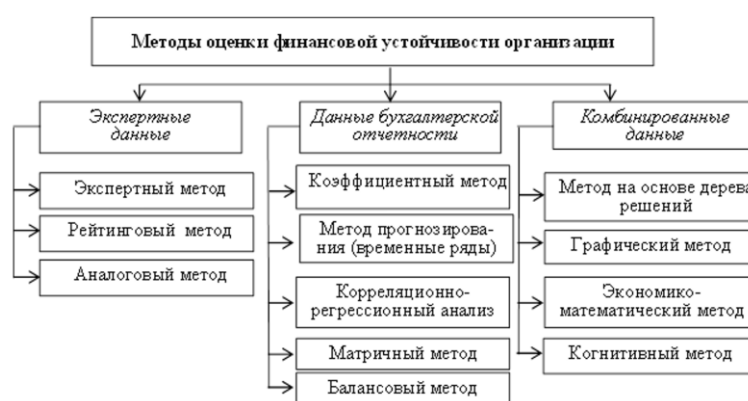 Методы оценки финансовой устойчивости организации
Экспертные
данные
Экспертный метод
Рейтинговый метод
Аналоговый метод
Данные бухгалтерской
отчетности
Коэффициентный метод
Метод прогнозирова-
ния (временные ряды)
Корреляционно-
регрессионный анализ
Матричный метод
Балансовый метод
Комбинированные
данные
Метод на основе дерева
решений
Графический метод
Экономико-
математический метод
Когнитивный метод